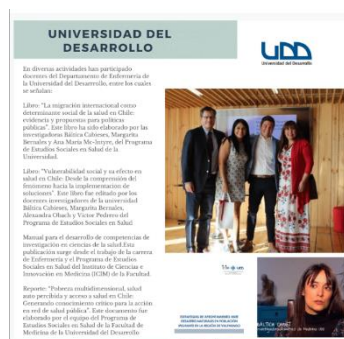 UNIVERSIDAD DEL
DESARROLLO
UDD
Universidad del Desarrollo
En diversas actividades han participado
docentes del Departamento de Enfermería de
la Universidad del Desarrollo, entre los cuales
se señalan:
Libro: "La migración internacional como
determinante social de la salud en Chile:
evidencia y propuestas para políticas
públicas". Este libro ha sido elaborado por las
investigadoras Báltica Cabieses, Margarita
Bernales y Ana María Mc-Intyre, del Programa
de Estudios Sociales en Salud de la
Universidad.
Libro: "Vulnerabilidad social y su efecto en
salud en Chile: Desde la comprensión del
fenómeno hacia la implementación de
soluciones". Este libro fue editado por los
docentes investigadores de la universidad
Báltica Cabieses, Margarita Bernales,
Alexandra Obach y Víctor Pedrero del
Programa de Estudios Sociales en Salud
Manual para el desarrollo de competencias de
investigación en ciencias de la salud.Esta
publicación surge desde el trabajo de la carrera
de Enfermería y el Programa de Estudios
Sociales en Salud del Instituto de Ciencias e
Innovación en Medicina (ICIM) de la Facultad.
Reporte: "Pobreza multidimensional, salud
auto percibida y acceso a salud en Chile:
Generando conocimiento crítico para la acción
en red de salud pública". Este documento fue
elaborado por el equipo del Programa de
Estudios Sociales en Salud de la Facultad de
Medicina de la Universidad del Desarrollo